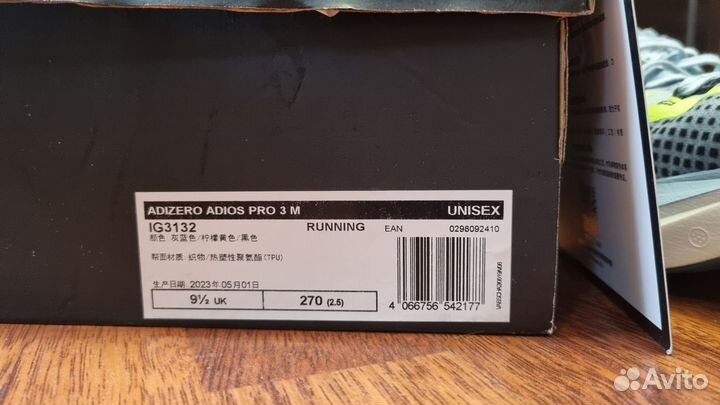 ADIZERO ADIOS PRO 3 M UNISEX
IG3132 RUNNING EAN 0298092410
颜色: 灰蓝色/柠檬黄色/黑色
帮面材质: 织物/热塑性聚氨酯(TPU)
生产日期 2023年05月01日
9½ UK 270 (2.5)
4 066756 542177
Avito